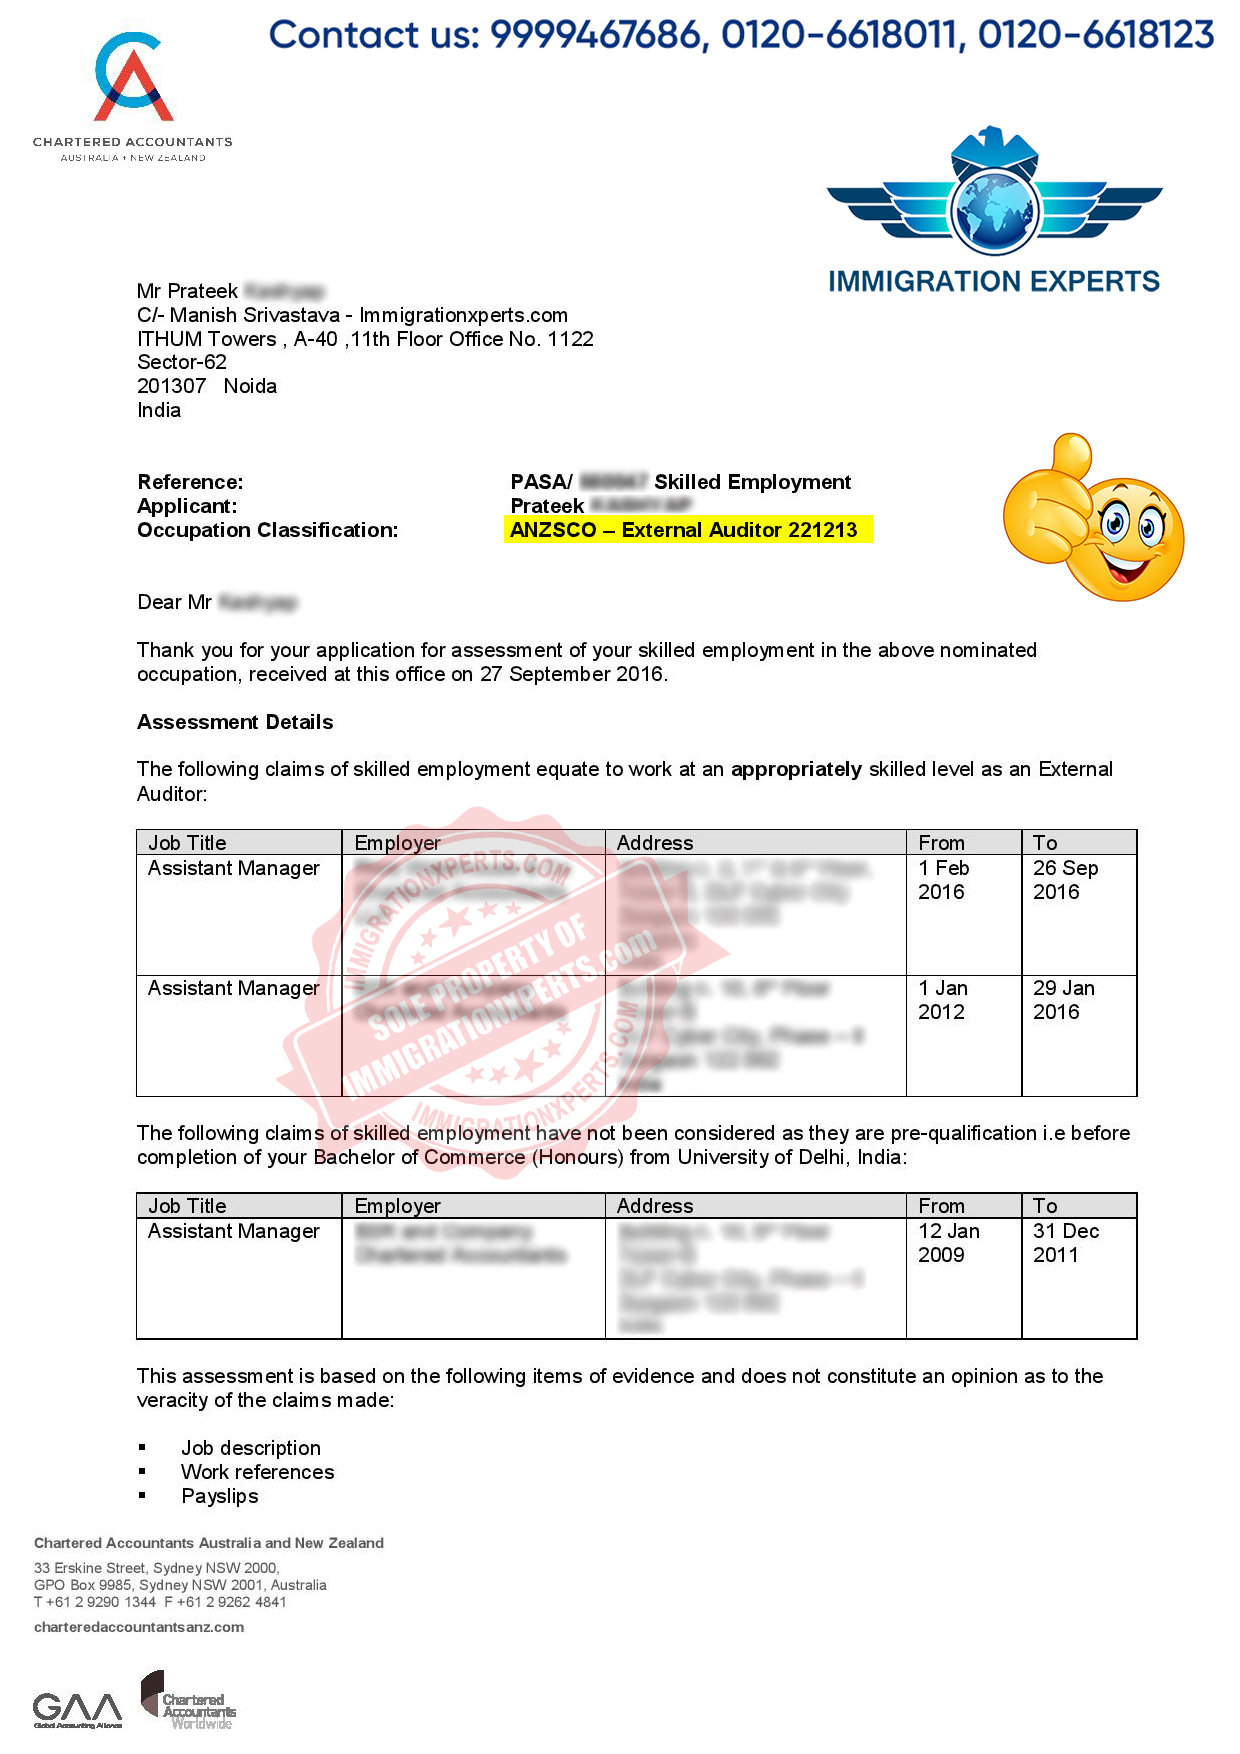 Contact us: 9999467686, 0120-6618011, 0120-6618123
CA
CHARTERED ACCOUNTANTS
AUSTRALIA + NEW ZEALAND
IMMIGRATION EXPERTS
Mr Prateek
C/- Manish Srivastava - Immigrationxperts.com
ITHUM Towers , A-40 ,11th Floor Office No. 1122
Sector-62
201307 Noida
India
Reference: PASA/ Skilled Employment
Applicant: Prateek
Occupation Classification: ANZSCO – External Auditor 221213
Dear Mr
Thank you for your application for assessment of your skilled employment in the above nominated
occupation, received at this office on 27 September 2016.
Assessment Details
The following claims of skilled employment equate to work at an appropriately skilled level as an External
Auditor:
Job Title Employer Address From To
Assistant Manager 1 Feb 26 Sep
2016 2016
Assistant Manager 1 Jan 29 Jan
2012 2016
IMMIGRATIONXPERTS.COM
SOLE PROPERTY OF
IMMIGRATIONXPERTS.com
IMMIGRATIONXPERTS.COM
The following claims of skilled employment have not been considered as they are pre-qualification i.e before
completion of your Bachelor of Commerce (Honours) from University of Delhi, India:
Job Title Employer Address From To
Assistant Manager 12 Jan 31 Dec
2009 2011
This assessment is based on the following items of evidence and does not constitute an opinion as to the
veracity of the claims made:
▪ Job description
▪ Work references
▪ Payslips
Chartered Accountants Australia and New Zealand
33 Erskine Street, Sydney NSW 2000,
GPO Box 9985, Sydney NSW 2001, Australia
T +61 2 9290 1344 F +61 2 9262 4841
charteredaccountantsanz.com
GAA
Global Accounting Alliance
Chartered
Accountants
Worldwide